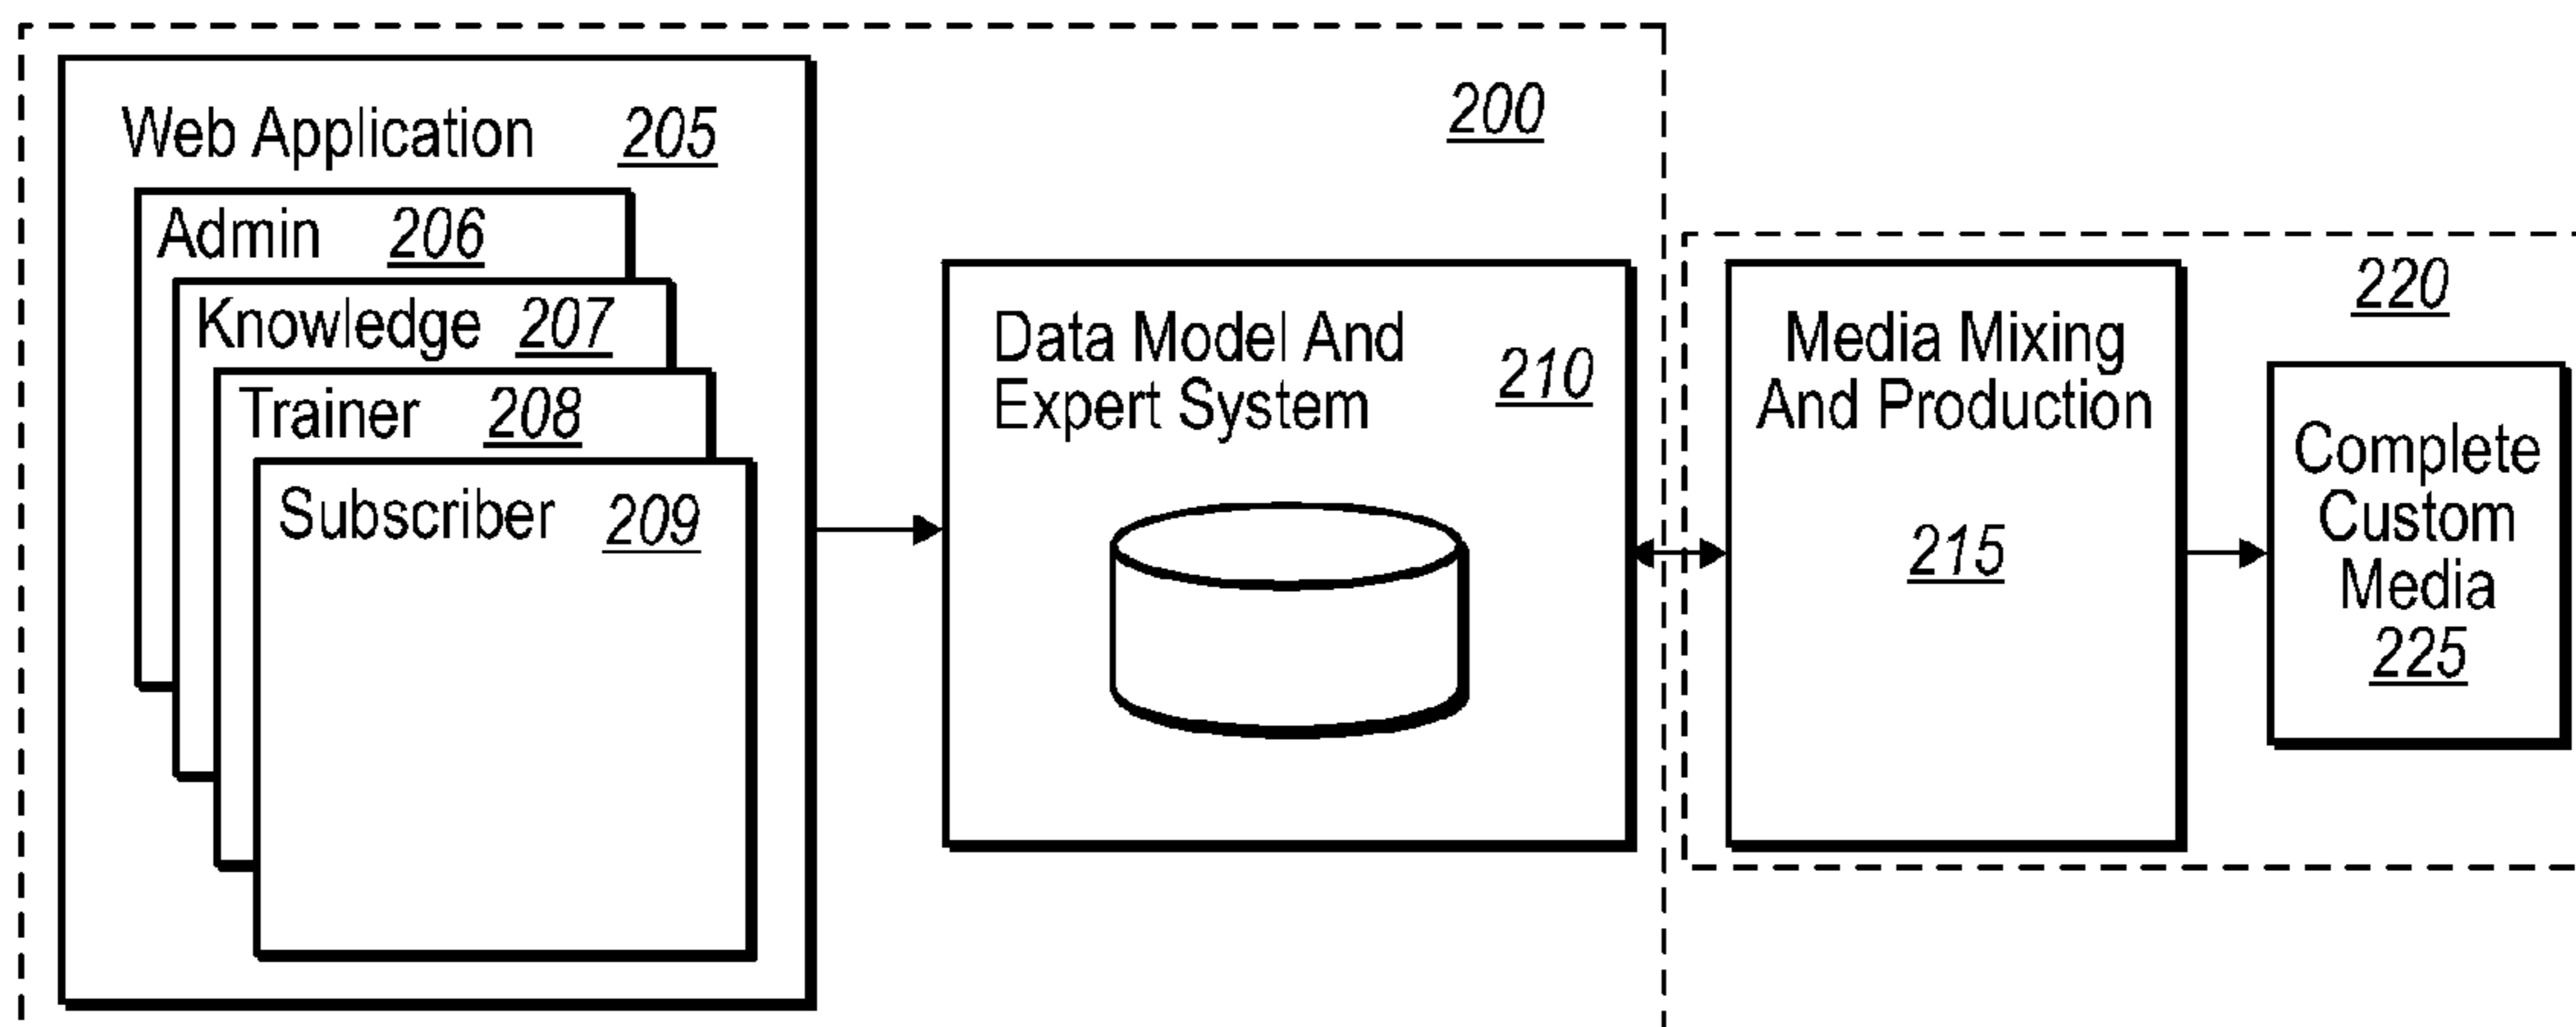 200
Web Application 205
Admin 206
Knowledge 207
Trainer 208
Subscriber 209
Data Model And
Expert System
210
220
Media Mixing
And Production
215
Complete
Custom
Media
225